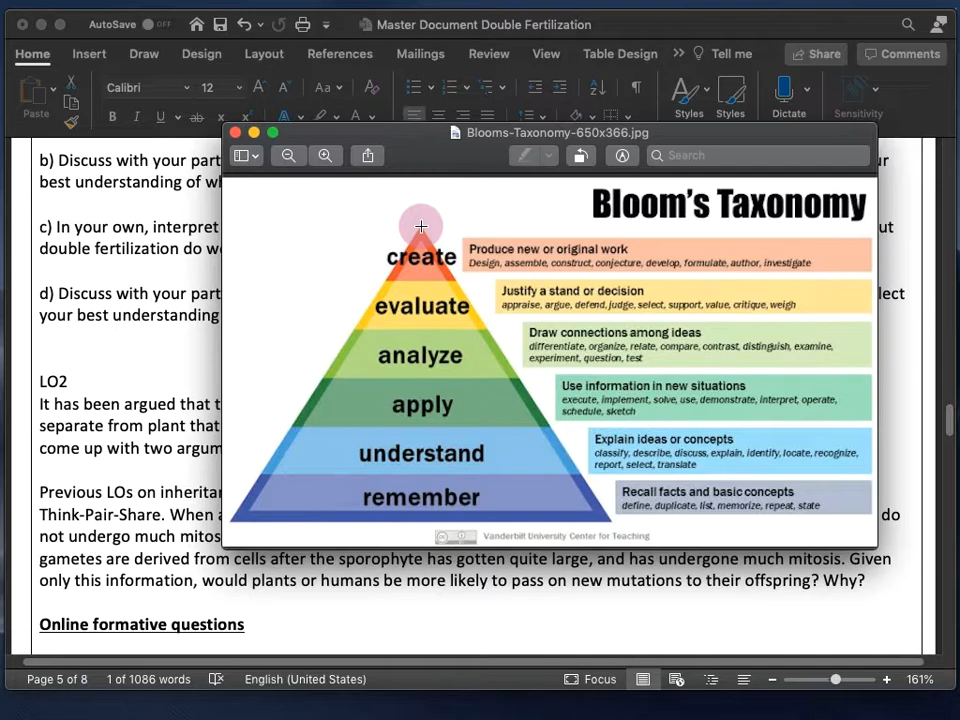 AutoSave OFF Master Document Double Fertilization
Home Insert Draw Design Layout References Mailings Review View Table Design Tell me Share Comments
Calibri 12 Aa
Paste B I U Styles Styles Dictate Sensitivity
Blooms-Taxonomy-650x366.jpg
Search
b) Discuss with your part
best understanding of
c) In your own, interpret
double fertilization do
d) Discuss with your part
your best understanding
LO2
It has been argued that
separate from plant that
come up with two
Previous LOs on
Think-Pair-Share. When do
not undergo much
gametes are derived from cells after the sporophyte has gotten quite large, and has undergone much mitosis. Given
only this information, would plants or humans be more likely to pass on new mutations to their offspring? Why?
Online formative questions
Bloom's Taxonomy
create
Produce new or original work
Design, assemble, construct, conjecture, develop, formulate, author, investigate
evaluate
Justify a stand or decision
appraise, argue, defend, judge, select, support, value, critique, weigh
analyze
Draw connections among ideas
differentiate, organize, relate, compare, contrast, distinguish, examine,
experiment, question, test
apply
Use information in new situations
execute, implement, solve, use, demonstrate, interpret, operate,
schedule, sketch
understand
Explain ideas or concepts
classify, describe, discuss, explain, identify, locate, recognize,
report, select, translate
remember
Recall facts and basic concepts
define, duplicate, list, memorize, repeat, state
Vanderbilt University Center for Teaching
Page 5 of 8 1 of 1086 words English (United States) Focus 161%